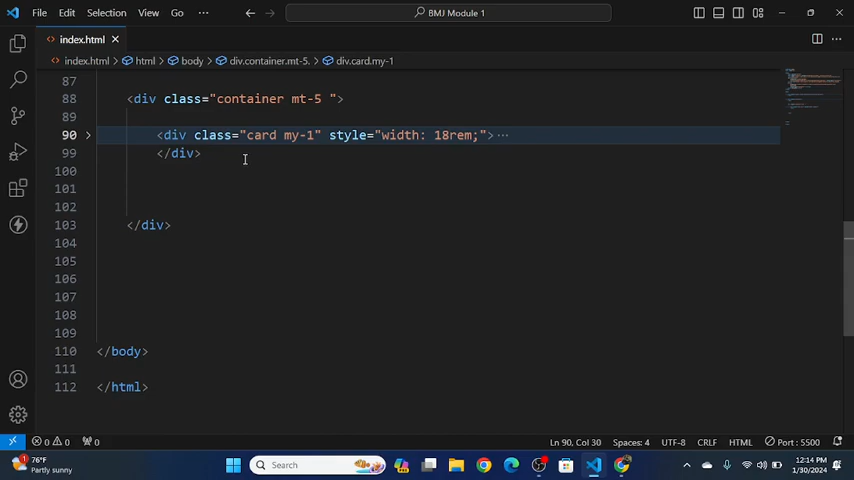 File Edit Selection View Go ··· BMJ Module 1
index.html
index.html > html > body > div.container.mt-5. > div.card.my-1
87
88 <div class="container mt-5 ">
89
90 <div class="card my-1" style="width: 18rem;">···
99 </div>
100
101
102
103 </div>
104
105
106
107
108
109
110 </body>
111
112 </html>
0 0 0 Ln 90, Col 30 Spaces: 4 UTF-8 CRLF HTML Port : 5500
1 76°F Search 12:14 PM
Partly sunny 1/30/2024